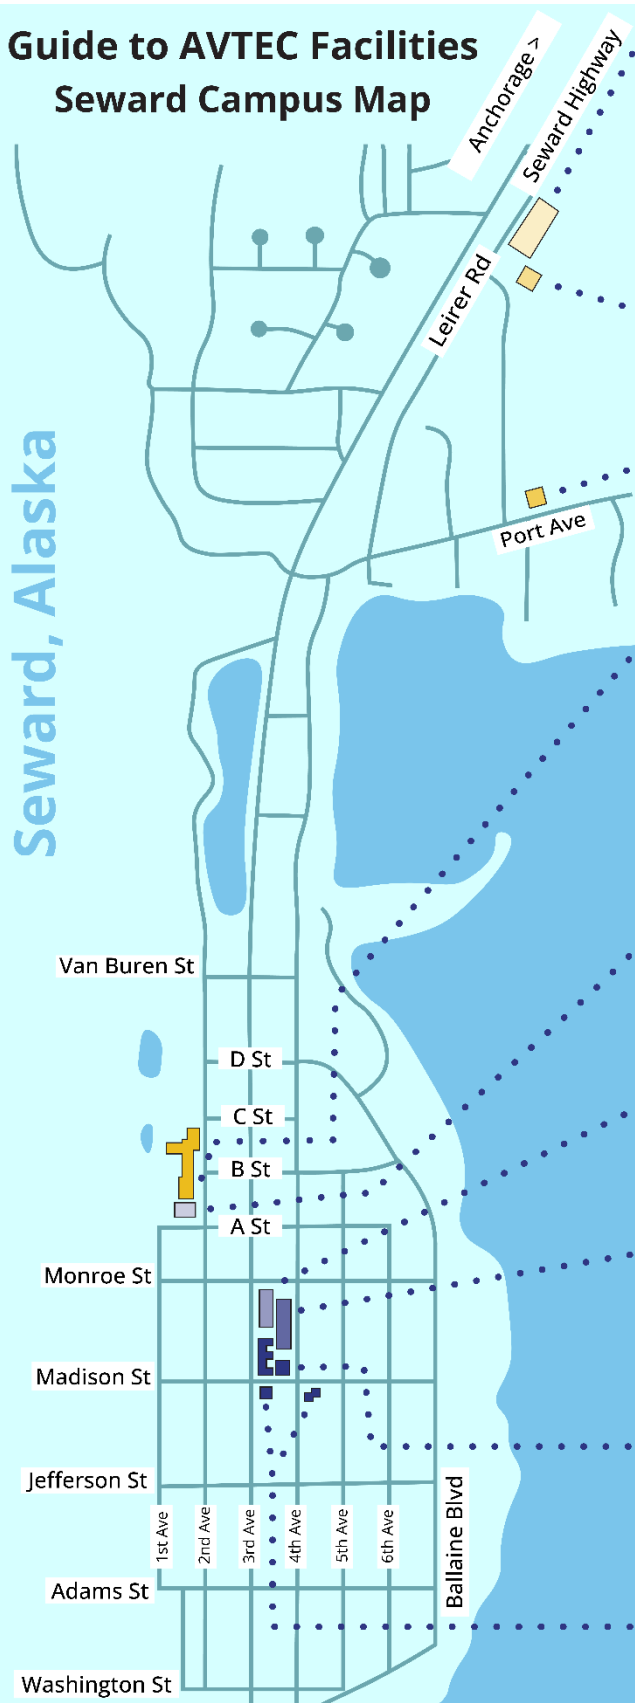 Guide to AVTEC Facilities
Seward Campus Map
Anchorage >
Seward Highway
Leirer Rd
Seward, Alaska
Port Ave
Van Buren St
D St
C St
B St
A St
Monroe St
Madison St
Jefferson St
1st Ave
2nd Ave
3rd Ave
4th Ave
5th Ave
6th Ave
Ballaine Blvd
Adams St
Washington St